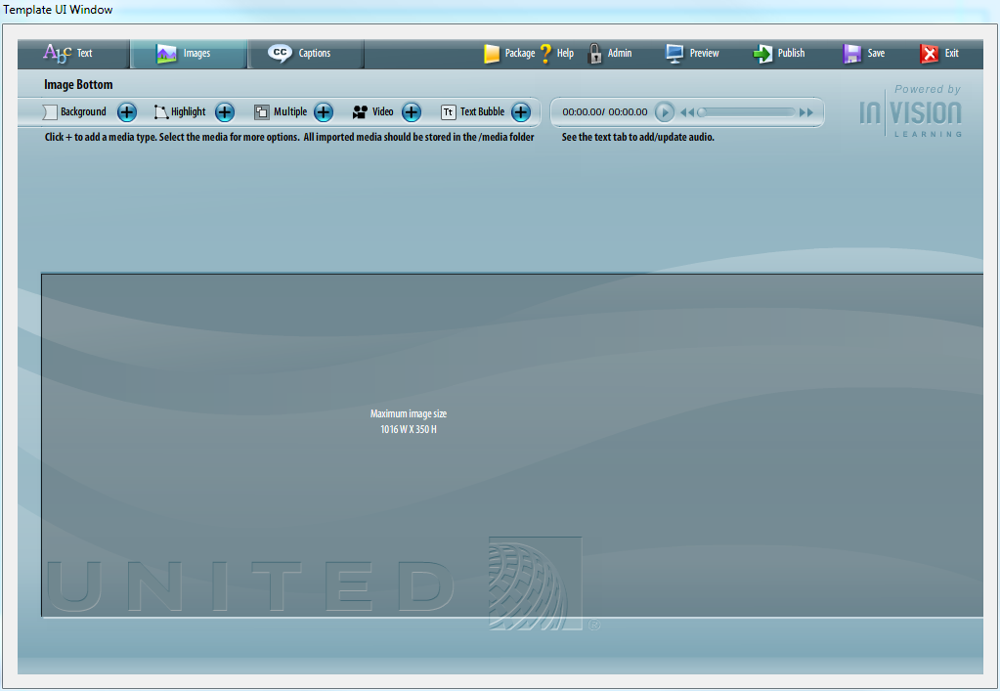 Template UI Window
Abc Text Images CC Captions Package ? Help Admin Preview Publish Save Exit
Image Bottom
Background Highlight Multiple Video Tt Text Bubble 00:00.00/ 00:00.00
Powered by
INVISION
LEARNING
Click + to add a media type. Select the media for more options. All imported media should be stored in the /media folder
See the text tab to add/update audio.
Maximum image size
1016 W X 350 H
UNITED ®